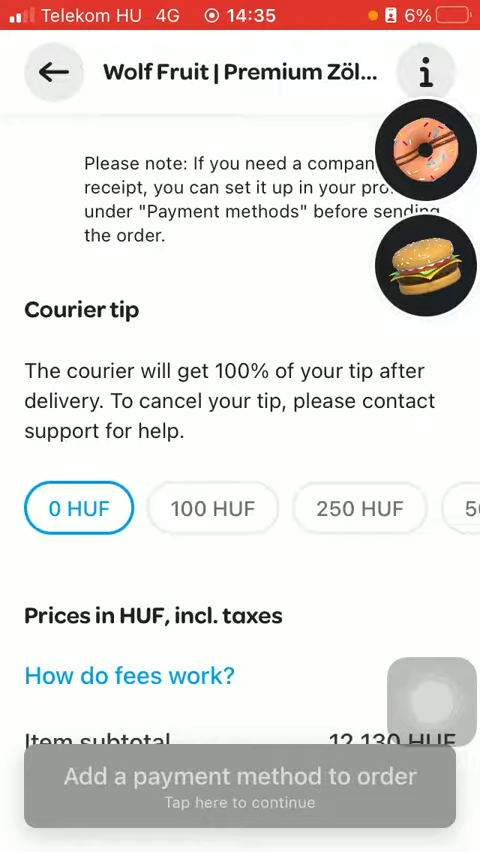 Telekom HU 4G 14:35 6%
Wolf Fruit | Premium Zöl...
Please note: If you need a compan
receipt, you can set it up in your pro
under "Payment methods" before sending
the order.
Courier tip
The courier will get 100% of your tip after
delivery. To cancel your tip, please contact
support for help.
0 HUF 100 HUF 250 HUF
Prices in HUF, incl. taxes
How do fees work?
Item subtotal 12,130 HUF
Add a payment method to order
Tap here to continue